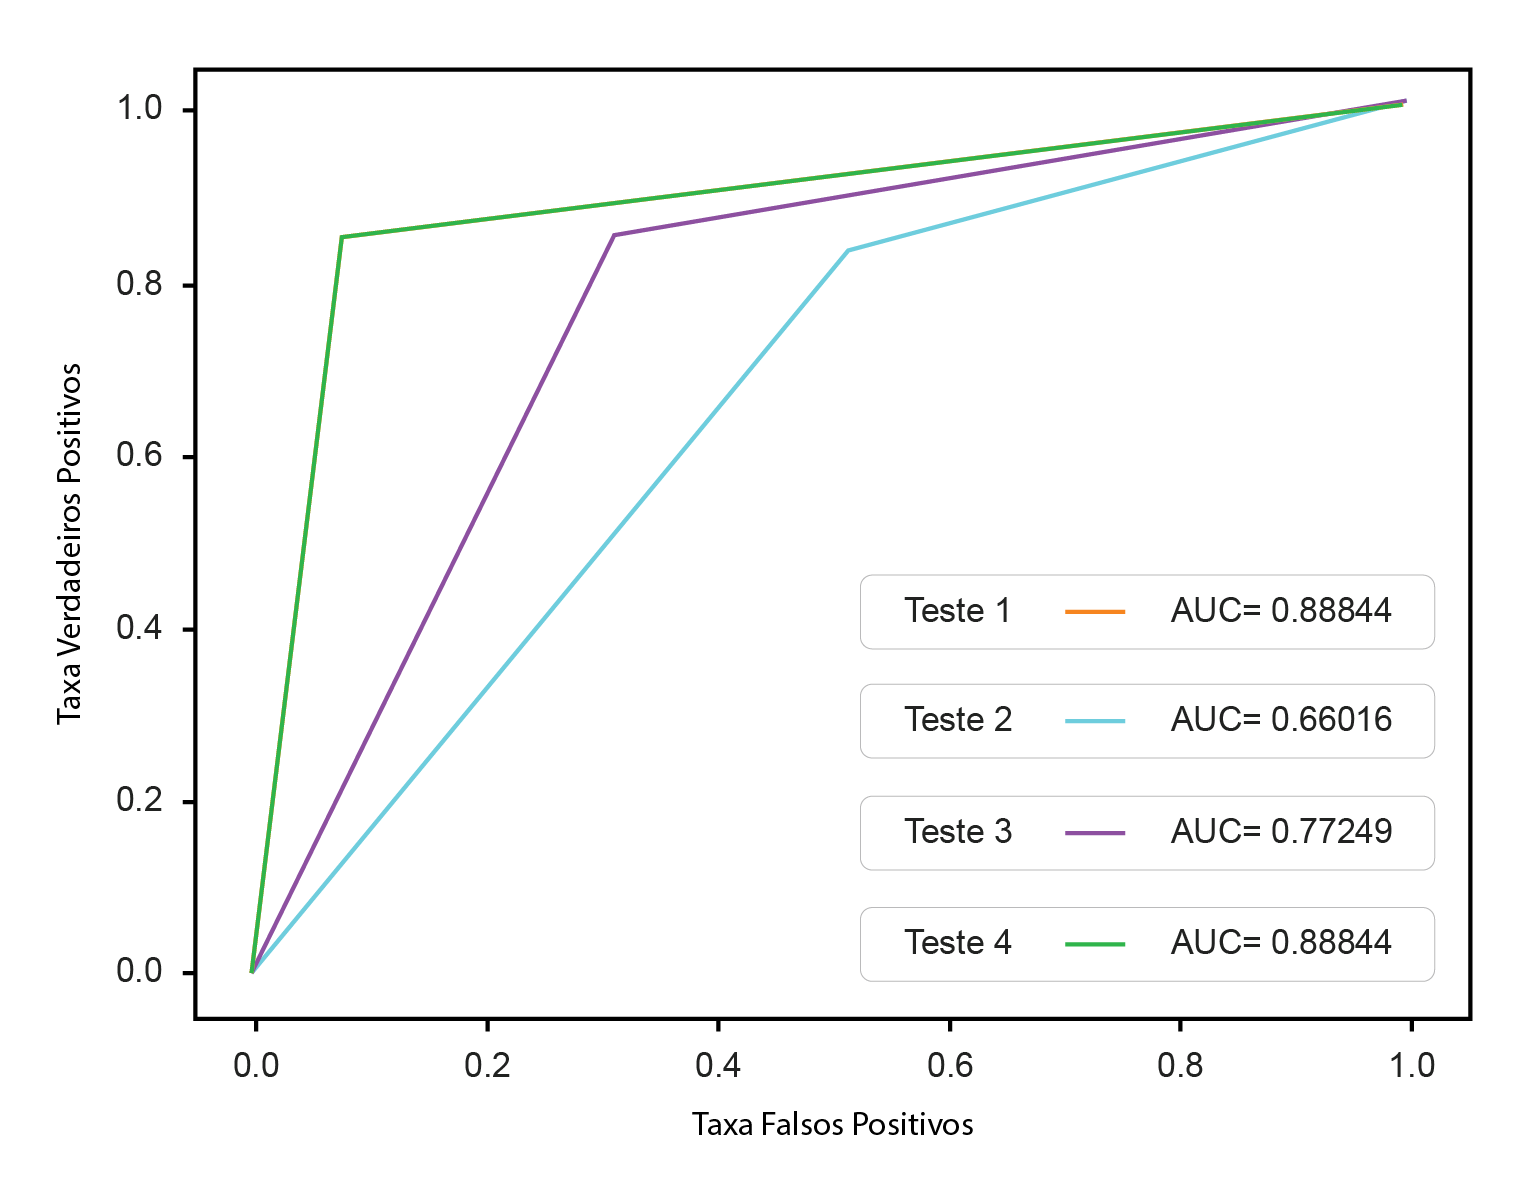 1.0
0.8
0.6
0.4
0.2
0.0
Taxa Verdadeiros Positivos
Teste 1 AUC= 0.88844
Teste 2 AUC= 0.66016
Teste 3 AUC= 0.77249
Teste 4 AUC= 0.88844
0.0 0.2 0.4 0.6 0.8 1.0
Taxa Falsos Positivos